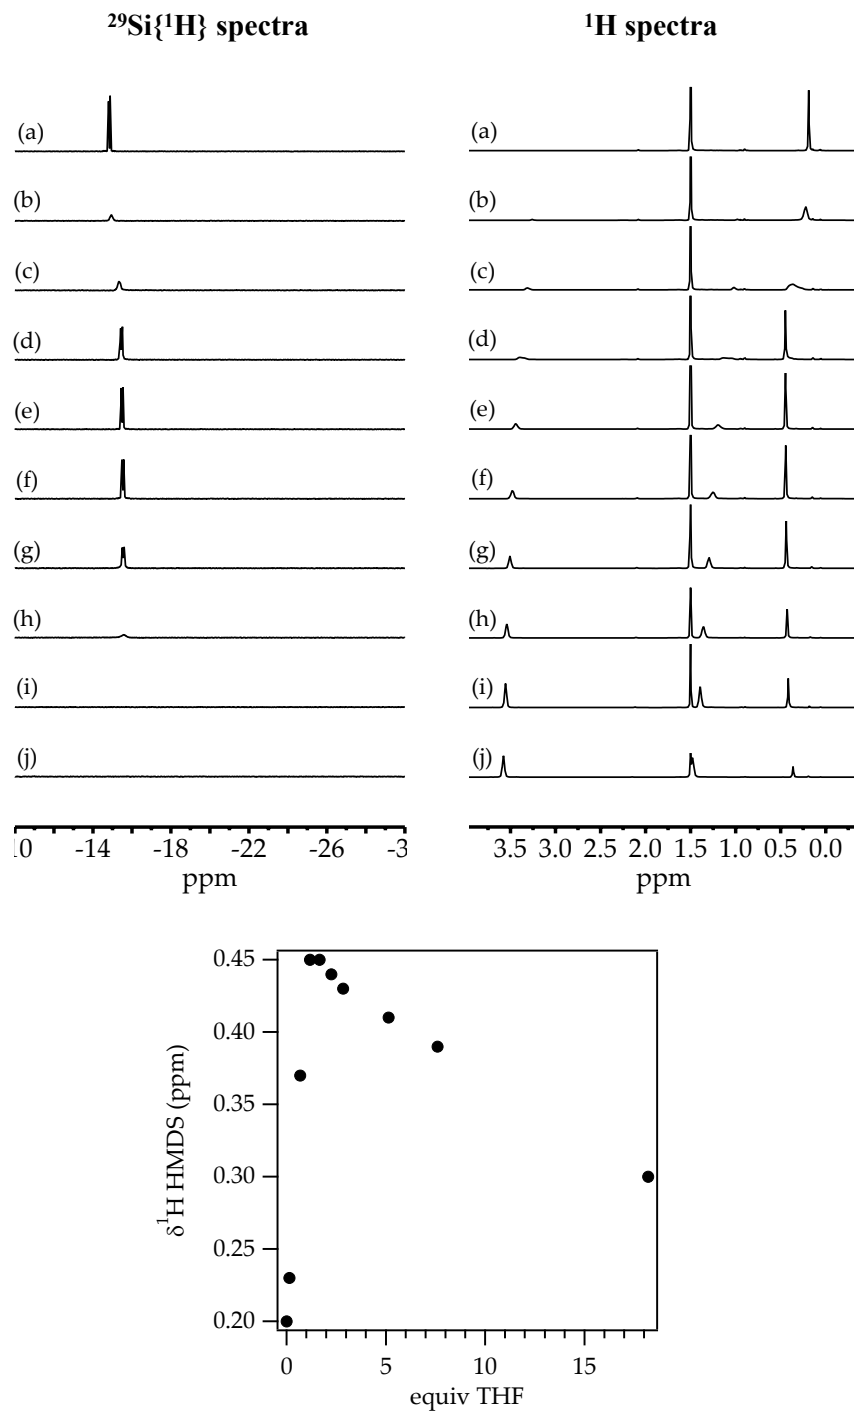 ²⁹Si{¹H} spectra
¹H spectra
(a)
(b)
(c)
(d)
(e)
(f)
(g)
(h)
(i)
(j)
.0 -14 -18 -22 -26 -3
ppm
(a)
(b)
(c)
(d)
(e)
(f)
(g)
(h)
(i)
(j)
3.5 3.0 2.5 2.0 1.5 1.0 0.5 0.0
ppm
0.45
0.40
0.35
0.30
0.25
0.20
δ¹H HMDS (ppm)
0 5 10 15
equiv THF